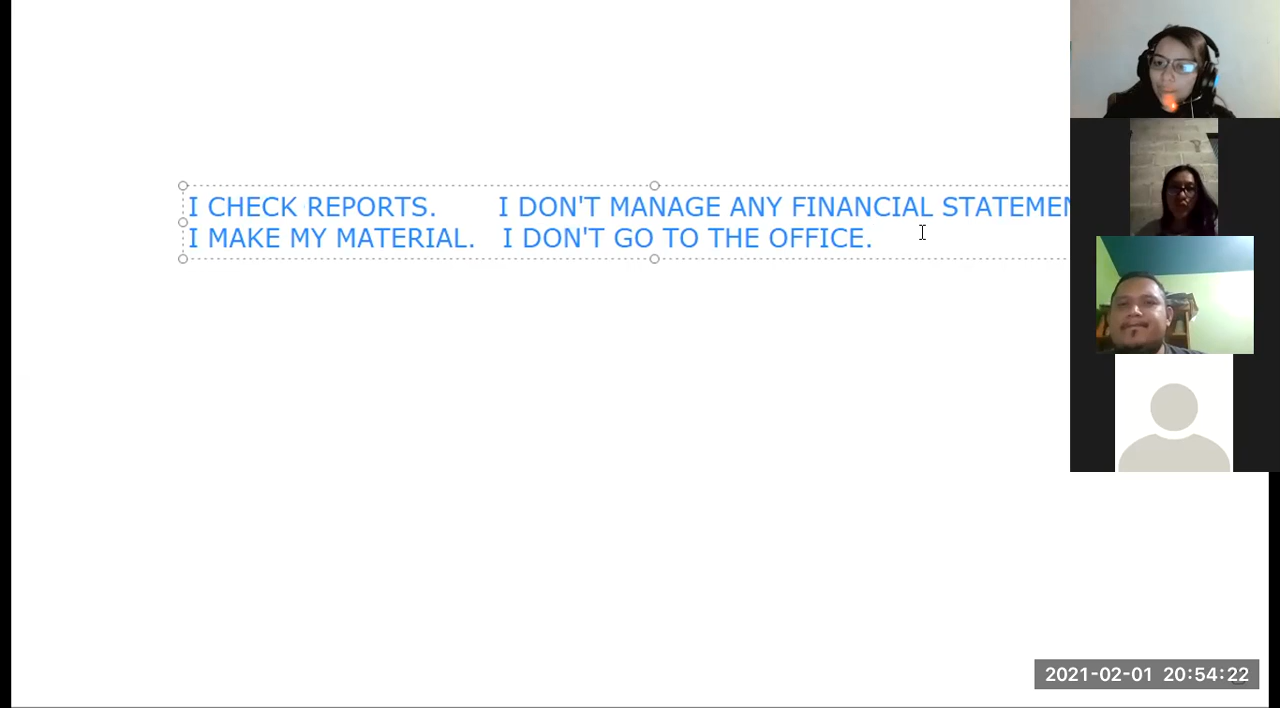 I CHECK REPORTS. I DON'T MANAGE ANY FINANCIAL
I MAKE MY MATERIAL. I DON'T GO TO THE OFFICE.
2021-02-01 20:54:22